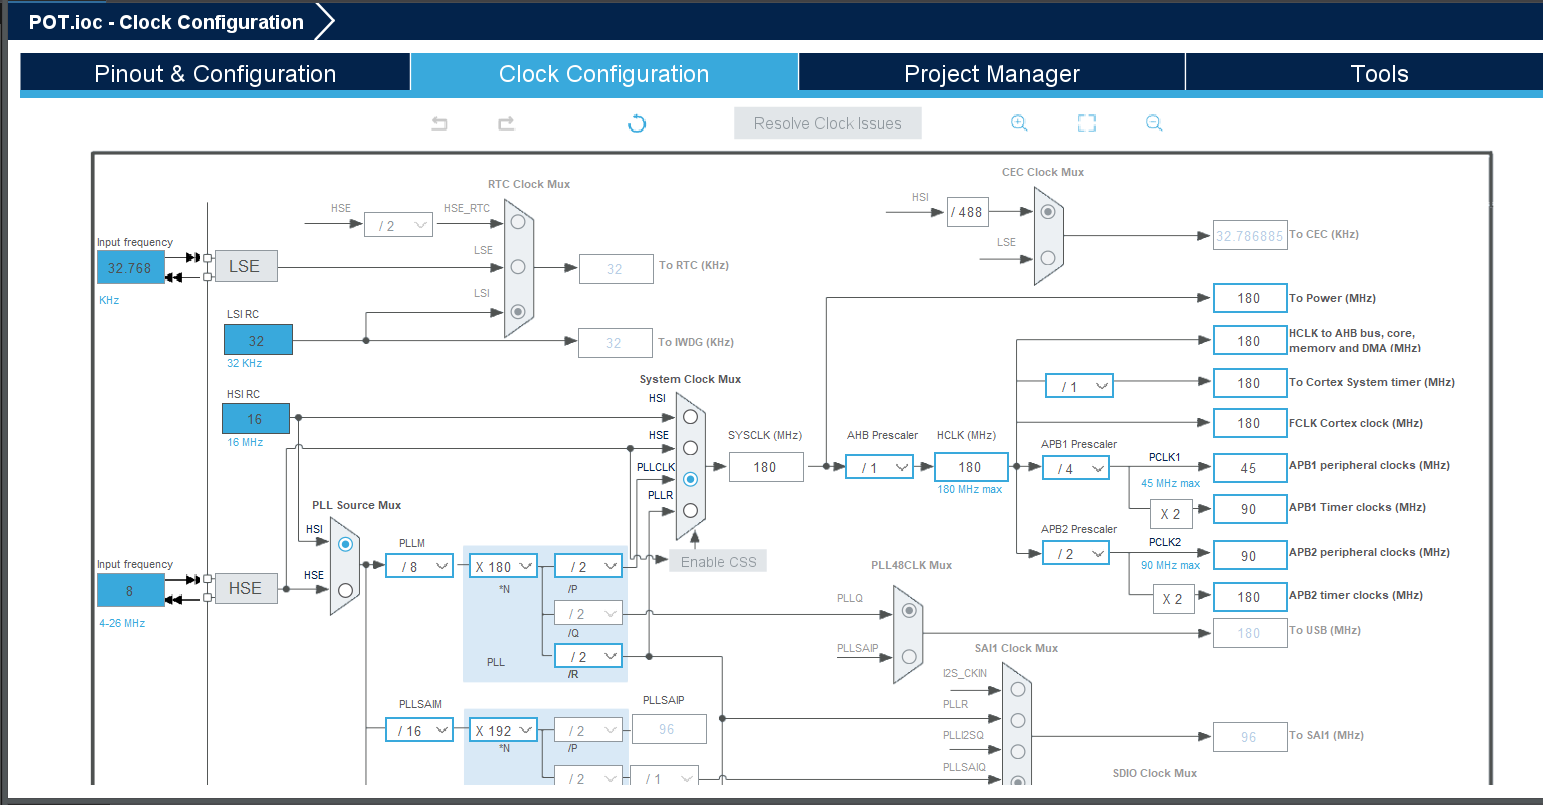 POT.ioc - Clock Configuration
Pinout & Configuration
Clock Configuration
Project Manager
Tools
Resolve Clock Issues
RTC Clock Mux
CEC Clock Mux
HSE
/ 2
HSE_RTC
HSI
/ 488
LSE
LSE
Input frequency
32.768
KHz
LSE
32
To RTC (KHz)
32.786885
To CEC (KHz)
LSI
180
To Power (MHz)
LSI RC
32
32 KHz
32
To IWDG (KHz)
180
HCLK to AHB bus, core,
memory and DMA (MHz)
System Clock Mux
/ 1
180
To Cortex System timer (MHz)
HSI RC
16
16 MHz
HSI
180
FCLK Cortex clock (MHz)
HSE
SYSCLK (MHz)
AHB Prescaler
HCLK (MHz)
APB1 Prescaler
PLLCLK
180
/ 1
180
180 MHz max
/ 4
PCLK1
45 MHz max
45
APB1 peripheral clocks (MHz)
PLLR
X 2
90
APB1 Timer clocks (MHz)
PLL Source Mux
HSI
PLLM
APB2 Prescaler
/ 2
PCLK2
90 MHz max
90
APB2 peripheral clocks (MHz)
Enable CSS
Input frequency
8
4-26 MHz
HSE
HSE
/ 8
X 180
*N
/ 2
/P
PLL48CLK Mux
X 2
180
APB2 timer clocks (MHz)
/ 2
/Q
PLLQ
180
To USB (MHz)
PLL
/ 2
/R
PLLSAIP
SAI1 Clock Mux
I2S_CKIN
PLLSAIM
PLLSAIP
PLLR
/ 16
X 192
*N
/ 2
/P
96
PLLI2SQ
96
To SAI1 (MHz)
PLLSAIQ
/ 2
/ 1
SDIO Clock Mux